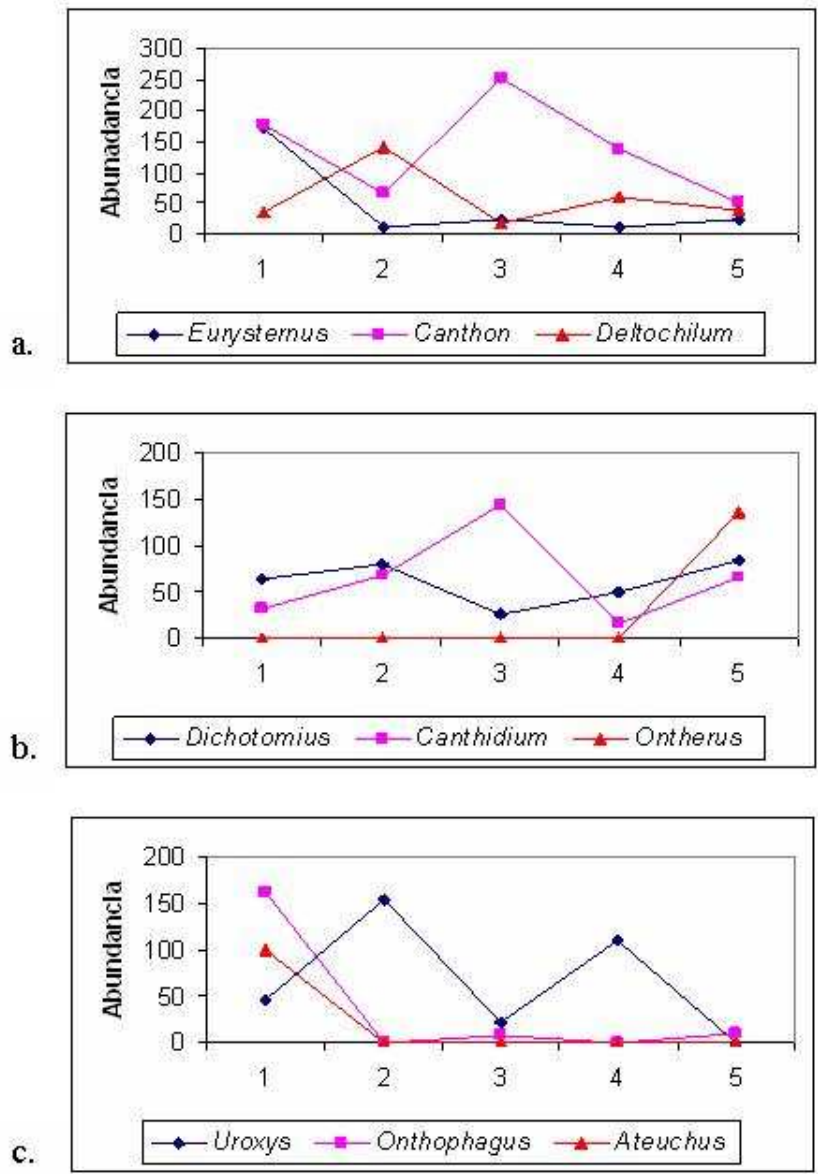 300
250
200
150
100
50
0
Abunadancia
1 2 3 4 5
Eurysternus Canthon Deltochilum
a.
200
150
100
50
0
Abundancia
1 2 3 4 5
Dichotomius Canthidium Ontherus
b.
200
150
100
50
0
Abundancia
1 2 3 4 5
Uroxys Onthophagus Ateuchus
c.